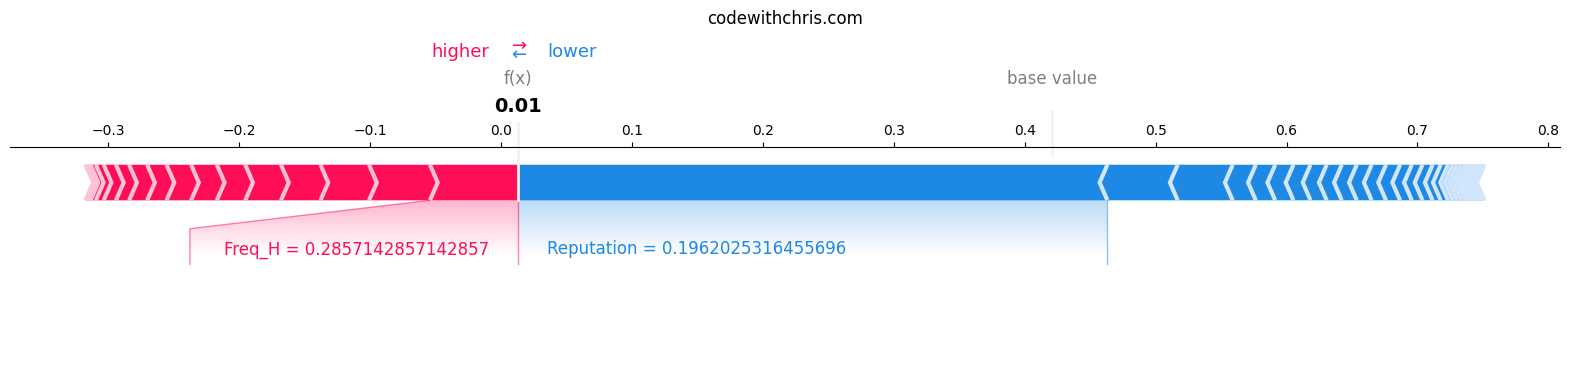 codewithchris.com
higher ⇄ lower
f(x) base value
0.01
−0.3 −0.2 −0.1 0.0 0.1 0.2 0.3 0.4 0.5 0.6 0.7 0.8
Freq_H = 0.2857142857142857 Reputation = 0.1962025316455696